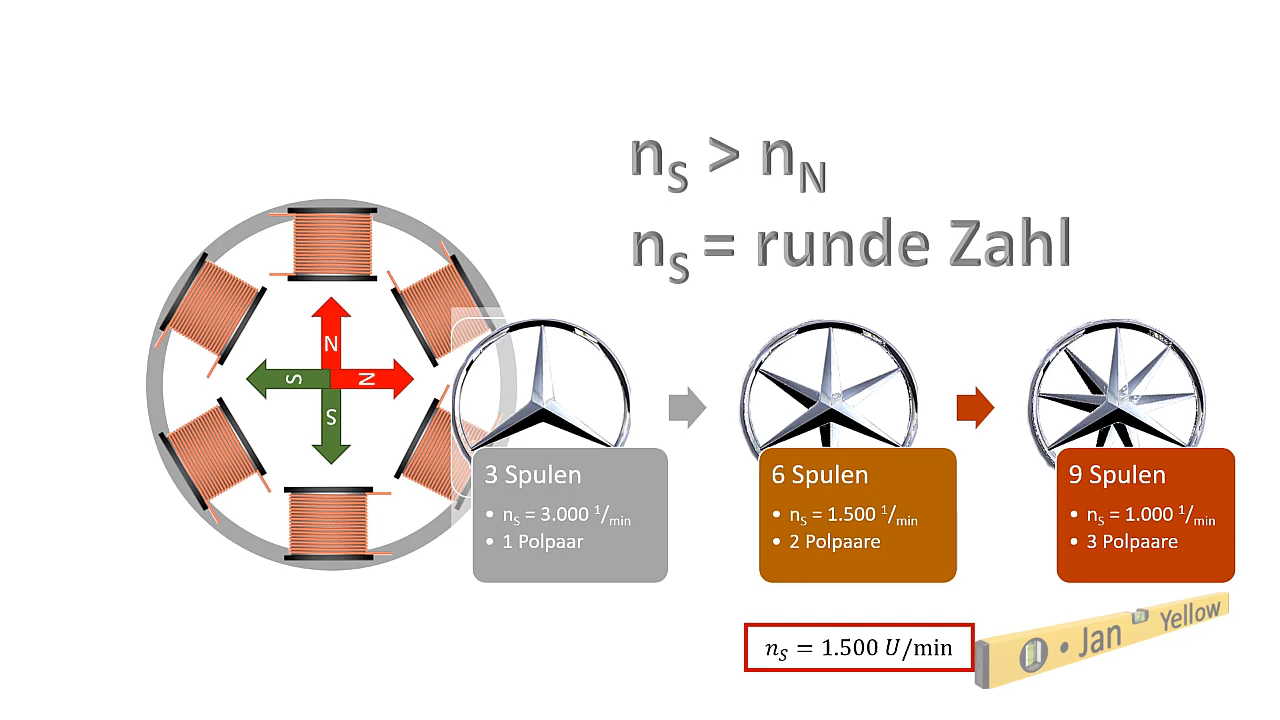 n_S > n_N
n_S = runde Zahl
N
S
N
S
3 Spulen
• n_S = 3.000 ¹/min
• 1 Polpaar
6 Spulen
• n_S = 1.500 ¹/min
• 2 Polpaare
9 Spulen
• n_S = 1.000 ¹/min
• 3 Polpaare
n_S = 1.500 U/min
• Jan Yellow